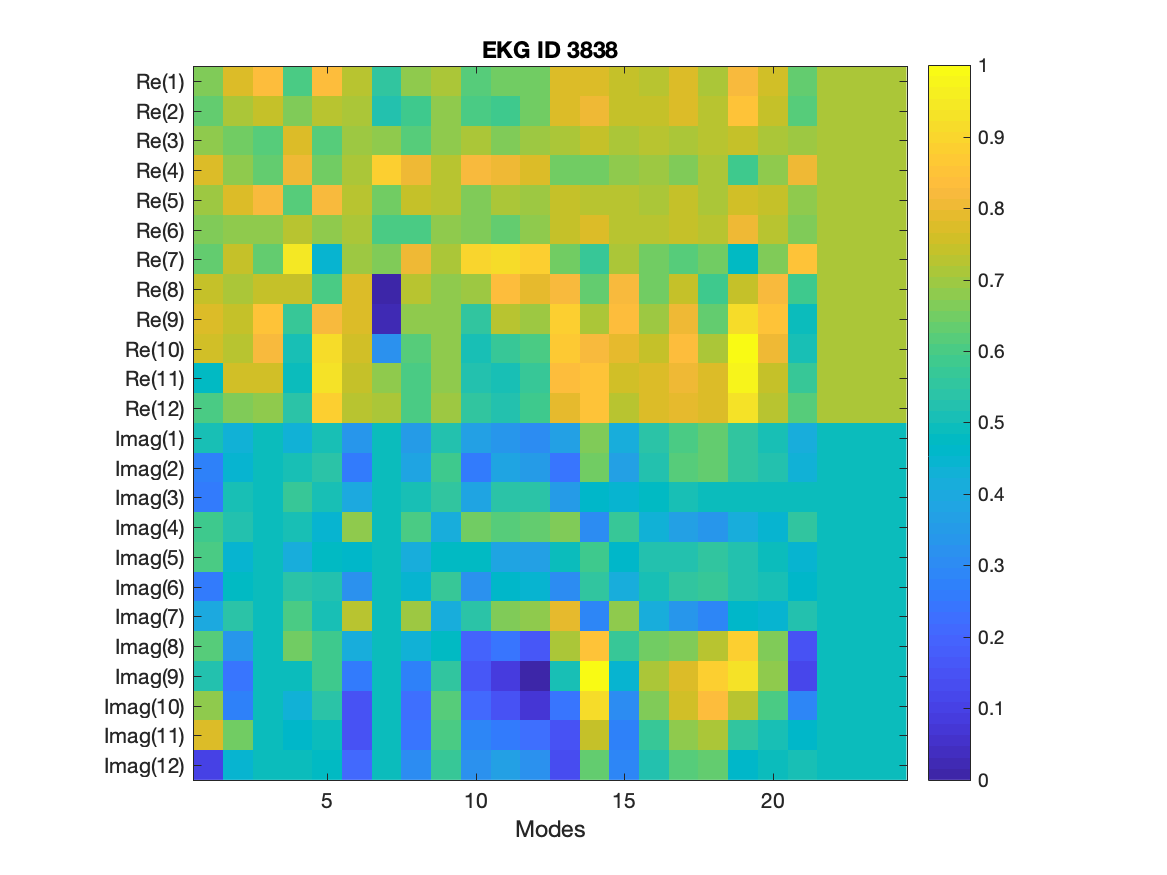 EKG ID 3838
Re(1)
Re(2)
Re(3)
Re(4)
Re(5)
Re(6)
Re(7)
Re(8)
Re(9)
Re(10)
Re(11)
Re(12)
Imag(1)
Imag(2)
Imag(3)
Imag(4)
Imag(5)
Imag(6)
Imag(7)
Imag(8)
Imag(9)
Imag(10)
Imag(11)
Imag(12)
5 10 15 20
Modes
1
0.9
0.8
0.7
0.6
0.5
0.4
0.3
0.2
0.1
0